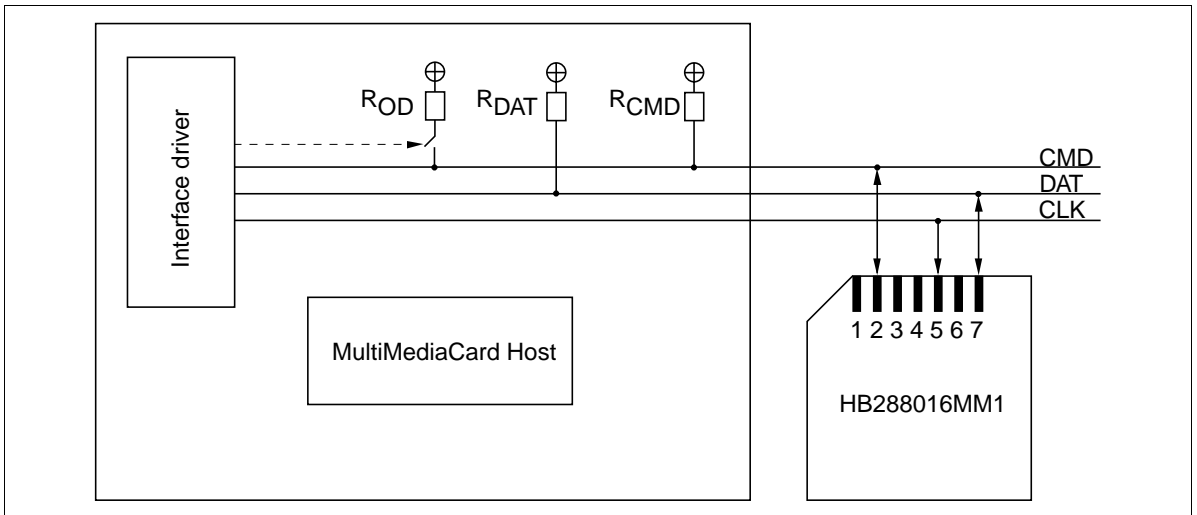 Interface driver
ROD
RDAT
RCMD
CMD
DAT
CLK
MultiMediaCard Host
1 2 3 4 5 6 7
HB288016MM1